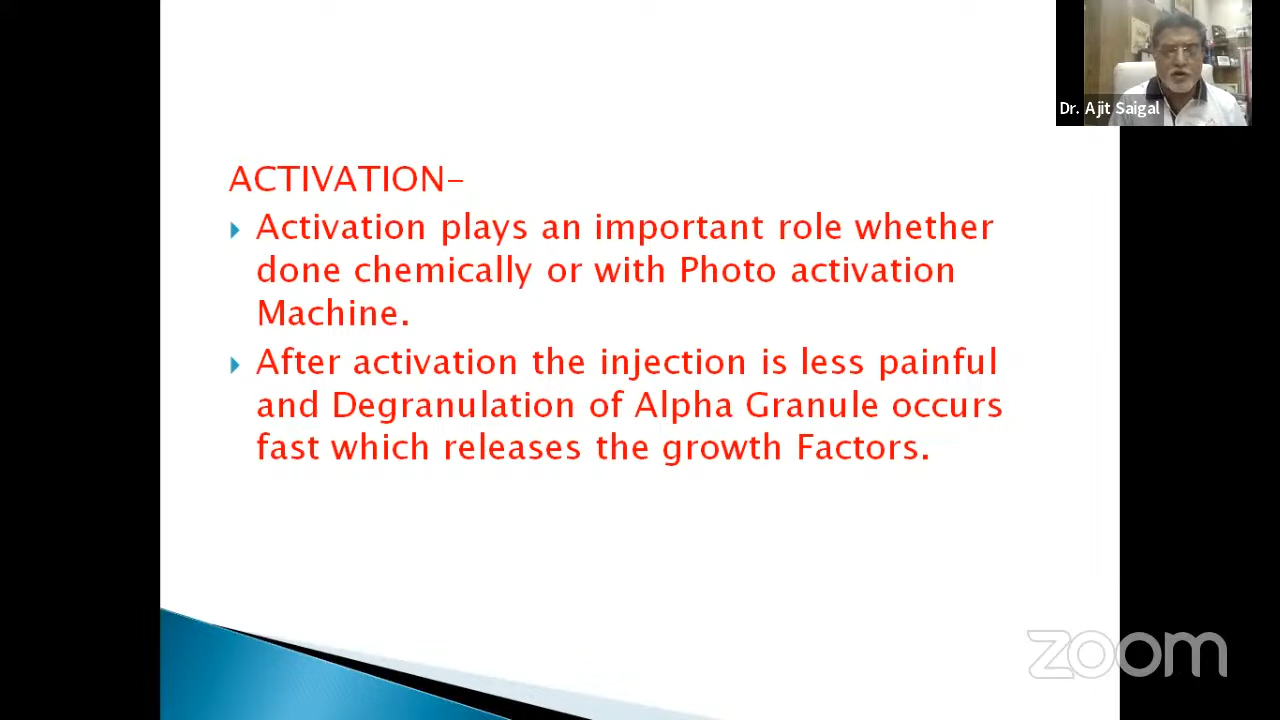 Dr. Ajit Saigal
ACTIVATION-
Activation plays an important role whether
done chemically or with Photo activation
Machine.
After activation the injection is less painful
and Degranulation of Alpha Granule occurs
fast which releases the growth Factors.
zoom